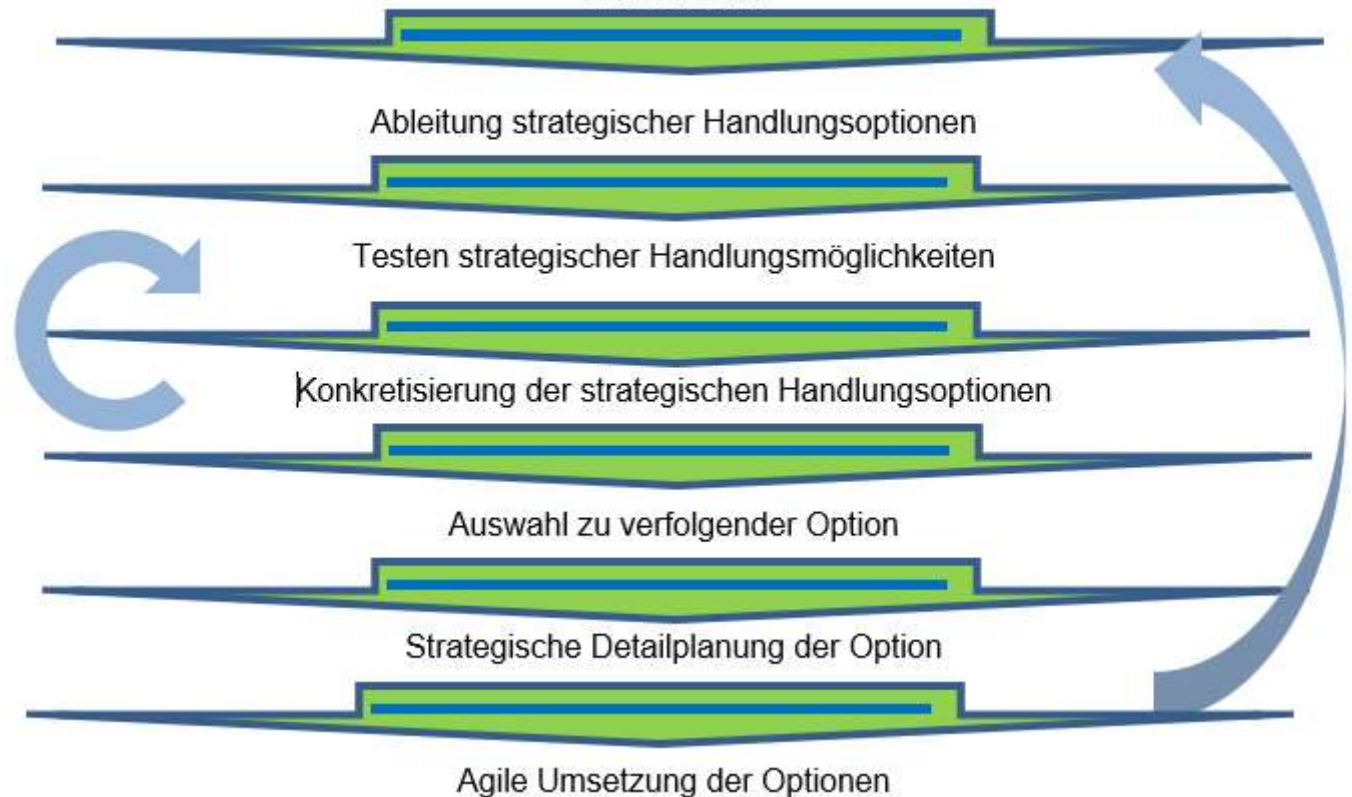 Ableitung strategischer Handlungsoptionen
Testen strategischer Handlungsmöglichkeiten
Konkretisierung der strategischen Handlungsoptionen
Auswahl zu verfolgender Option
Strategische Detailplanung der Option
Agile Umsetzung der Optionen